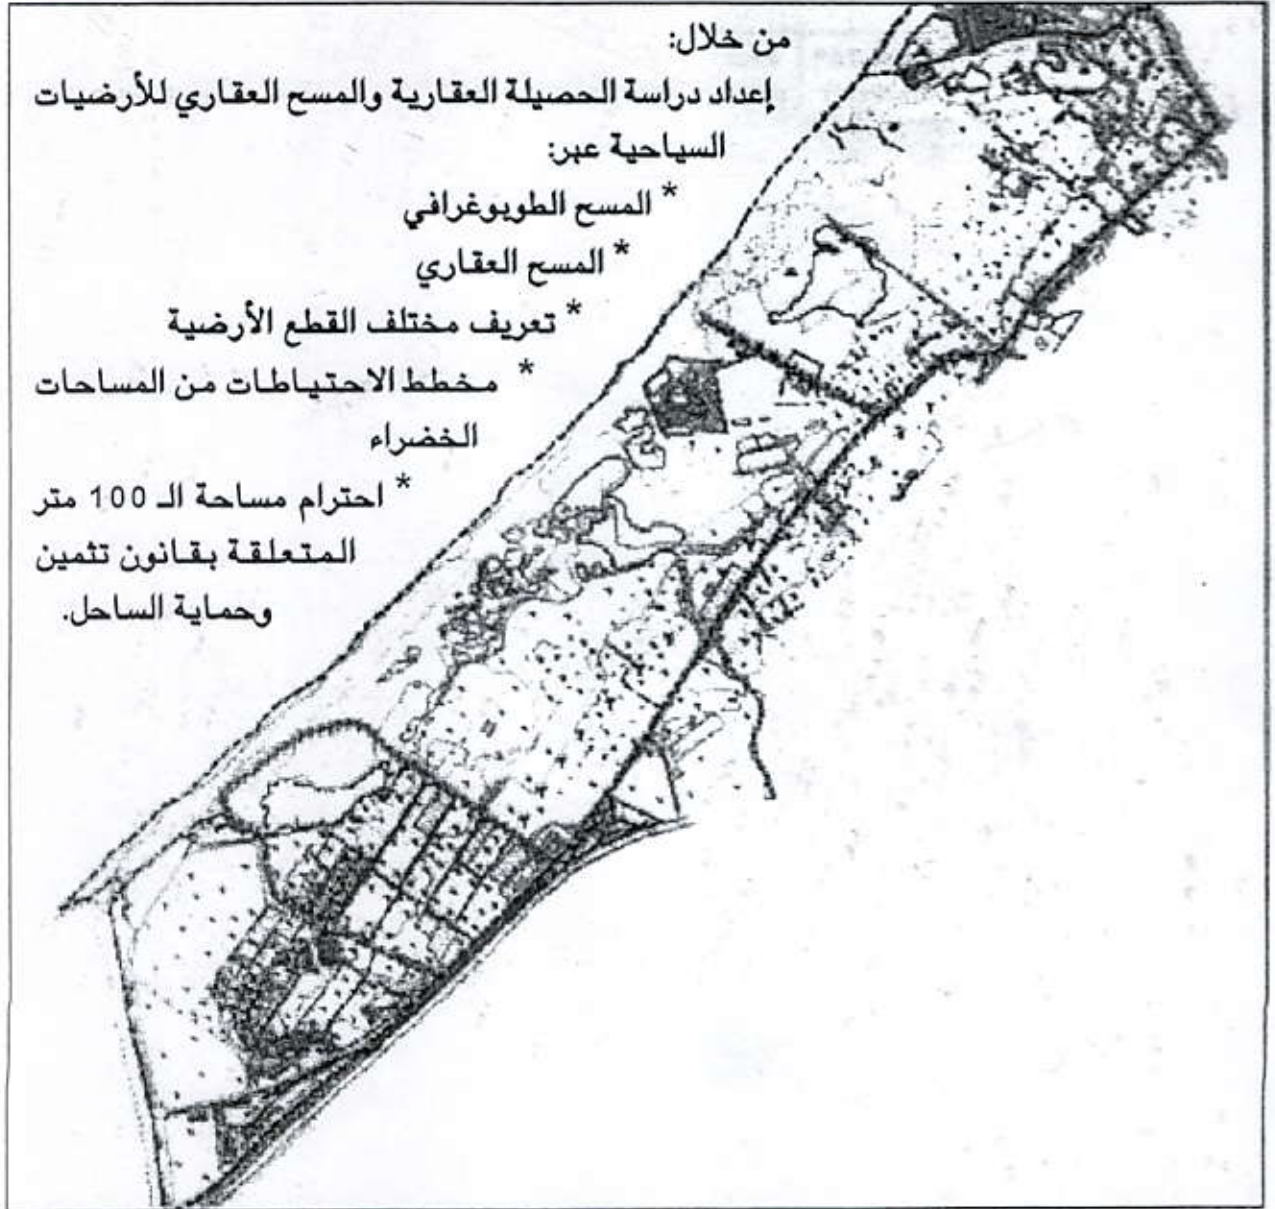 من خلال:
إعداد دراسة الحصيلة العقارية والمسح العقاري للأرضيات
السياحية عبر:
* المسح الطوبوغرافي
* المسح العقاري
* تعريف مختلف القطع الأرضية
* مخطط الاحتياطات من المساحات
الخضراء
* احترام مساحة الـ 100 متر
المتعلقة بقانون تثمين
وحماية الساحل.